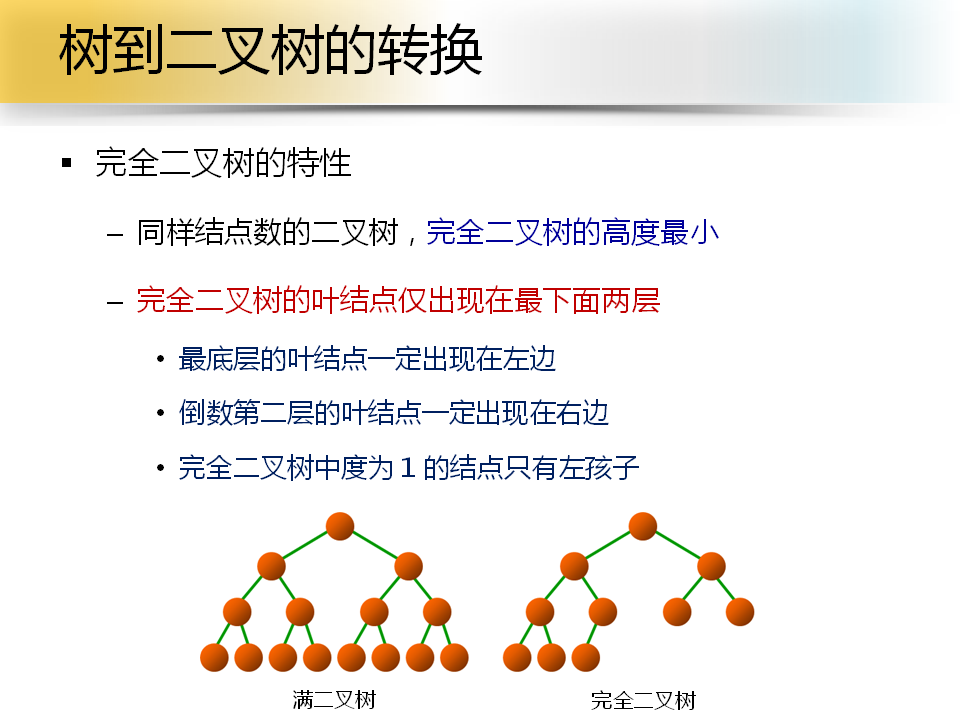 树到二叉树的转换
▪ 完全二叉树的特性
– 同样结点数的二叉树，完全二叉树的高度最小
– 完全二叉树的叶结点仅出现在最下面两层
• 最底层的叶结点一定出现在左边
• 倒数第二层的叶结点一定出现在右边
• 完全二叉树中度为 1 的结点只有左孩子
满二叉树
完全二叉树